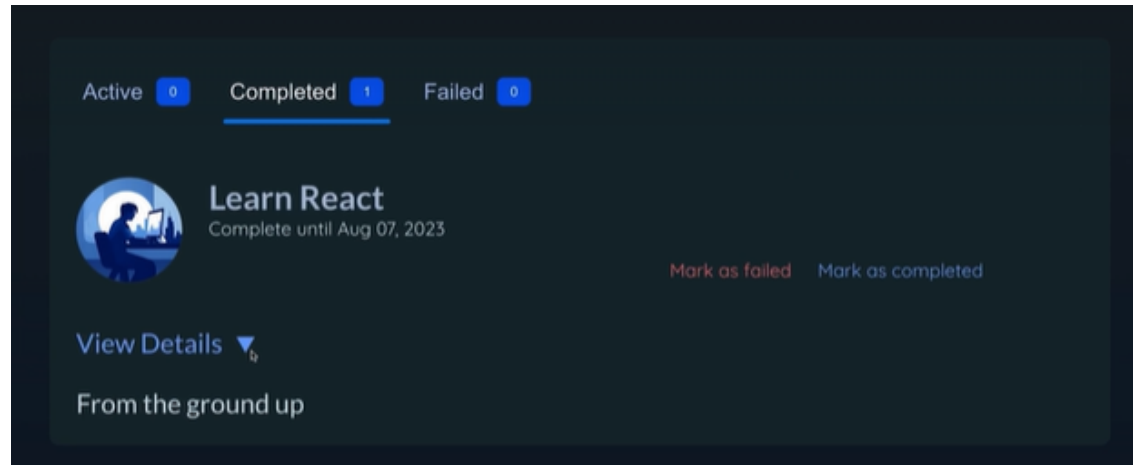 Active 0 Completed 1 Failed 0
Learn React
Complete until Aug 07, 2023
Mark as failed Mark as completed
View Details ▼
From the ground up